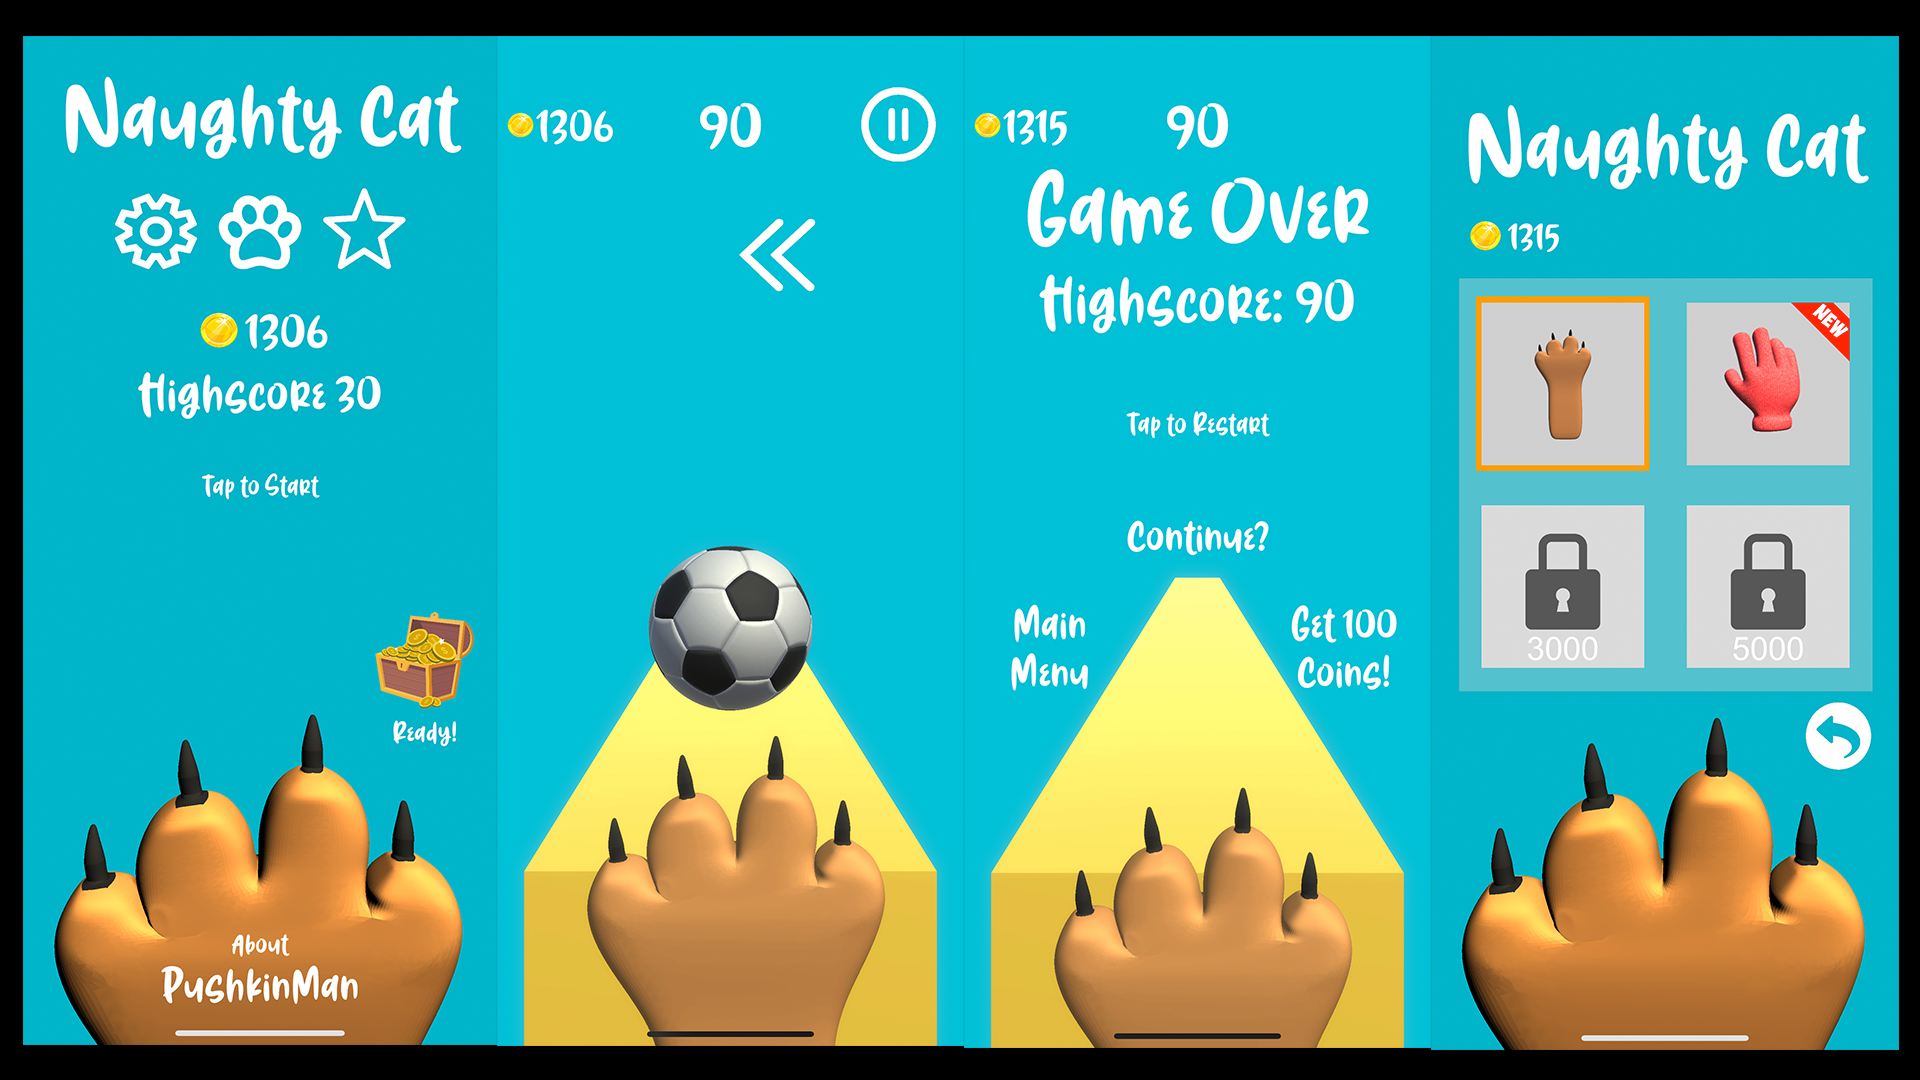 Naughty Cat
1306
Highscore 30
Tap to Start
Ready!
About
PushkinMan
1306
90
1315
90
Game Over
Highscore: 90
Tap to Restart
Continue?
Main
Menu
Get 100
Coins!
Naughty Cat
1315
NEW
3000
5000